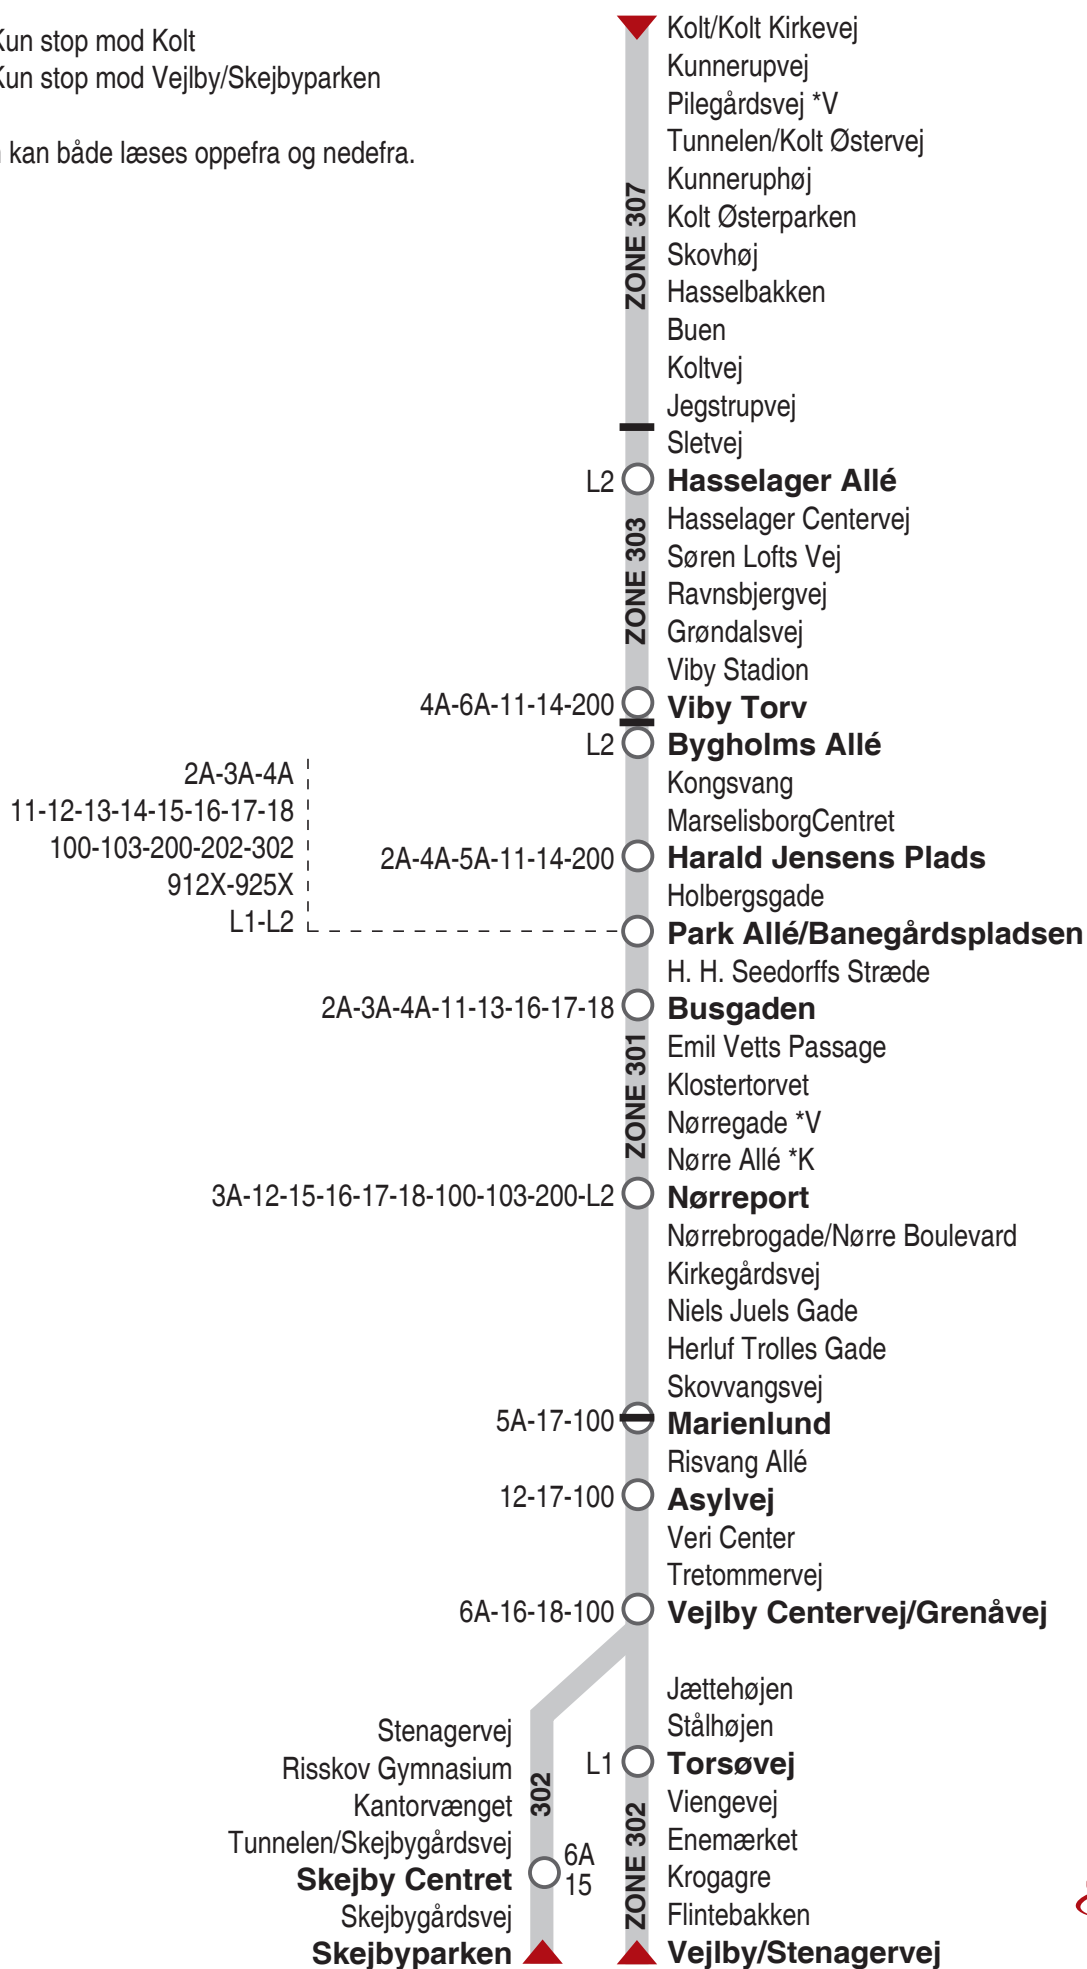 Kun stop mod Kolt
Kun stop mod Vejlby/Skejbyparken
kan både læses oppefra og nedefra.
Kolt/Kolt Kirkevej
Kunnerupvej
Pilegårdsvej *V
Tunnelen/Kolt Østervej
Kunneruphøj
Kolt Østerparken
Skovhøj
Hasselbakken
Buen
Koltvej
Jegstrupvej
ZONE 307
Sletvej
L2 Hasselager Allé
Hasselager Centervej
Søren Lofts Vej
Ravnsbjergvej
Grøndalsvej
Viby Stadion
ZONE 303
4A-6A-11-14-200 Viby Torv
L2 Bygholms Allé
Kongsvang
MarselisborgCentret
2A-4A-5A-11-14-200 Harald Jensens Plads
Holbergsgade
2A-3A-4A
11-12-13-14-15-16-17-18
100-103-200-202-302
912X-925X
L1-L2 Park Allé/Banegårdspladsen
H. H. Seedorffs Stræde
2A-3A-4A-11-13-16-17-18 Busgaden
Emil Vetts Passage
Klostertorvet
Nørregade *V
Nørre Allé *K
ZONE 301
3A-12-15-16-17-18-100-103-200-L2 Nørreport
Nørrebrogade/Nørre Boulevard
Kirkegårdsvej
Niels Juels Gade
Herluf Trolles Gade
Skovvangsvej
5A-17-100 Marienlund
Risvang Allé
12-17-100 Asylvej
Veri Center
Tretommervej
6A-16-18-100 Vejlby Centervej/Grenåvej
Jættehøjen
Stålhøjen
L1 Torsøvej
Viengevej
Enemærket
Krogagre
Flintebakken
Vejlby/Stenagervej
ZONE 302
Stenagervej
Risskov Gymnasium
Kantorvænget
Tunnelen/Skejbygårdsvej
Skejby Centret 6A
15
Skejbygårdsvej
Skejbyparken
302